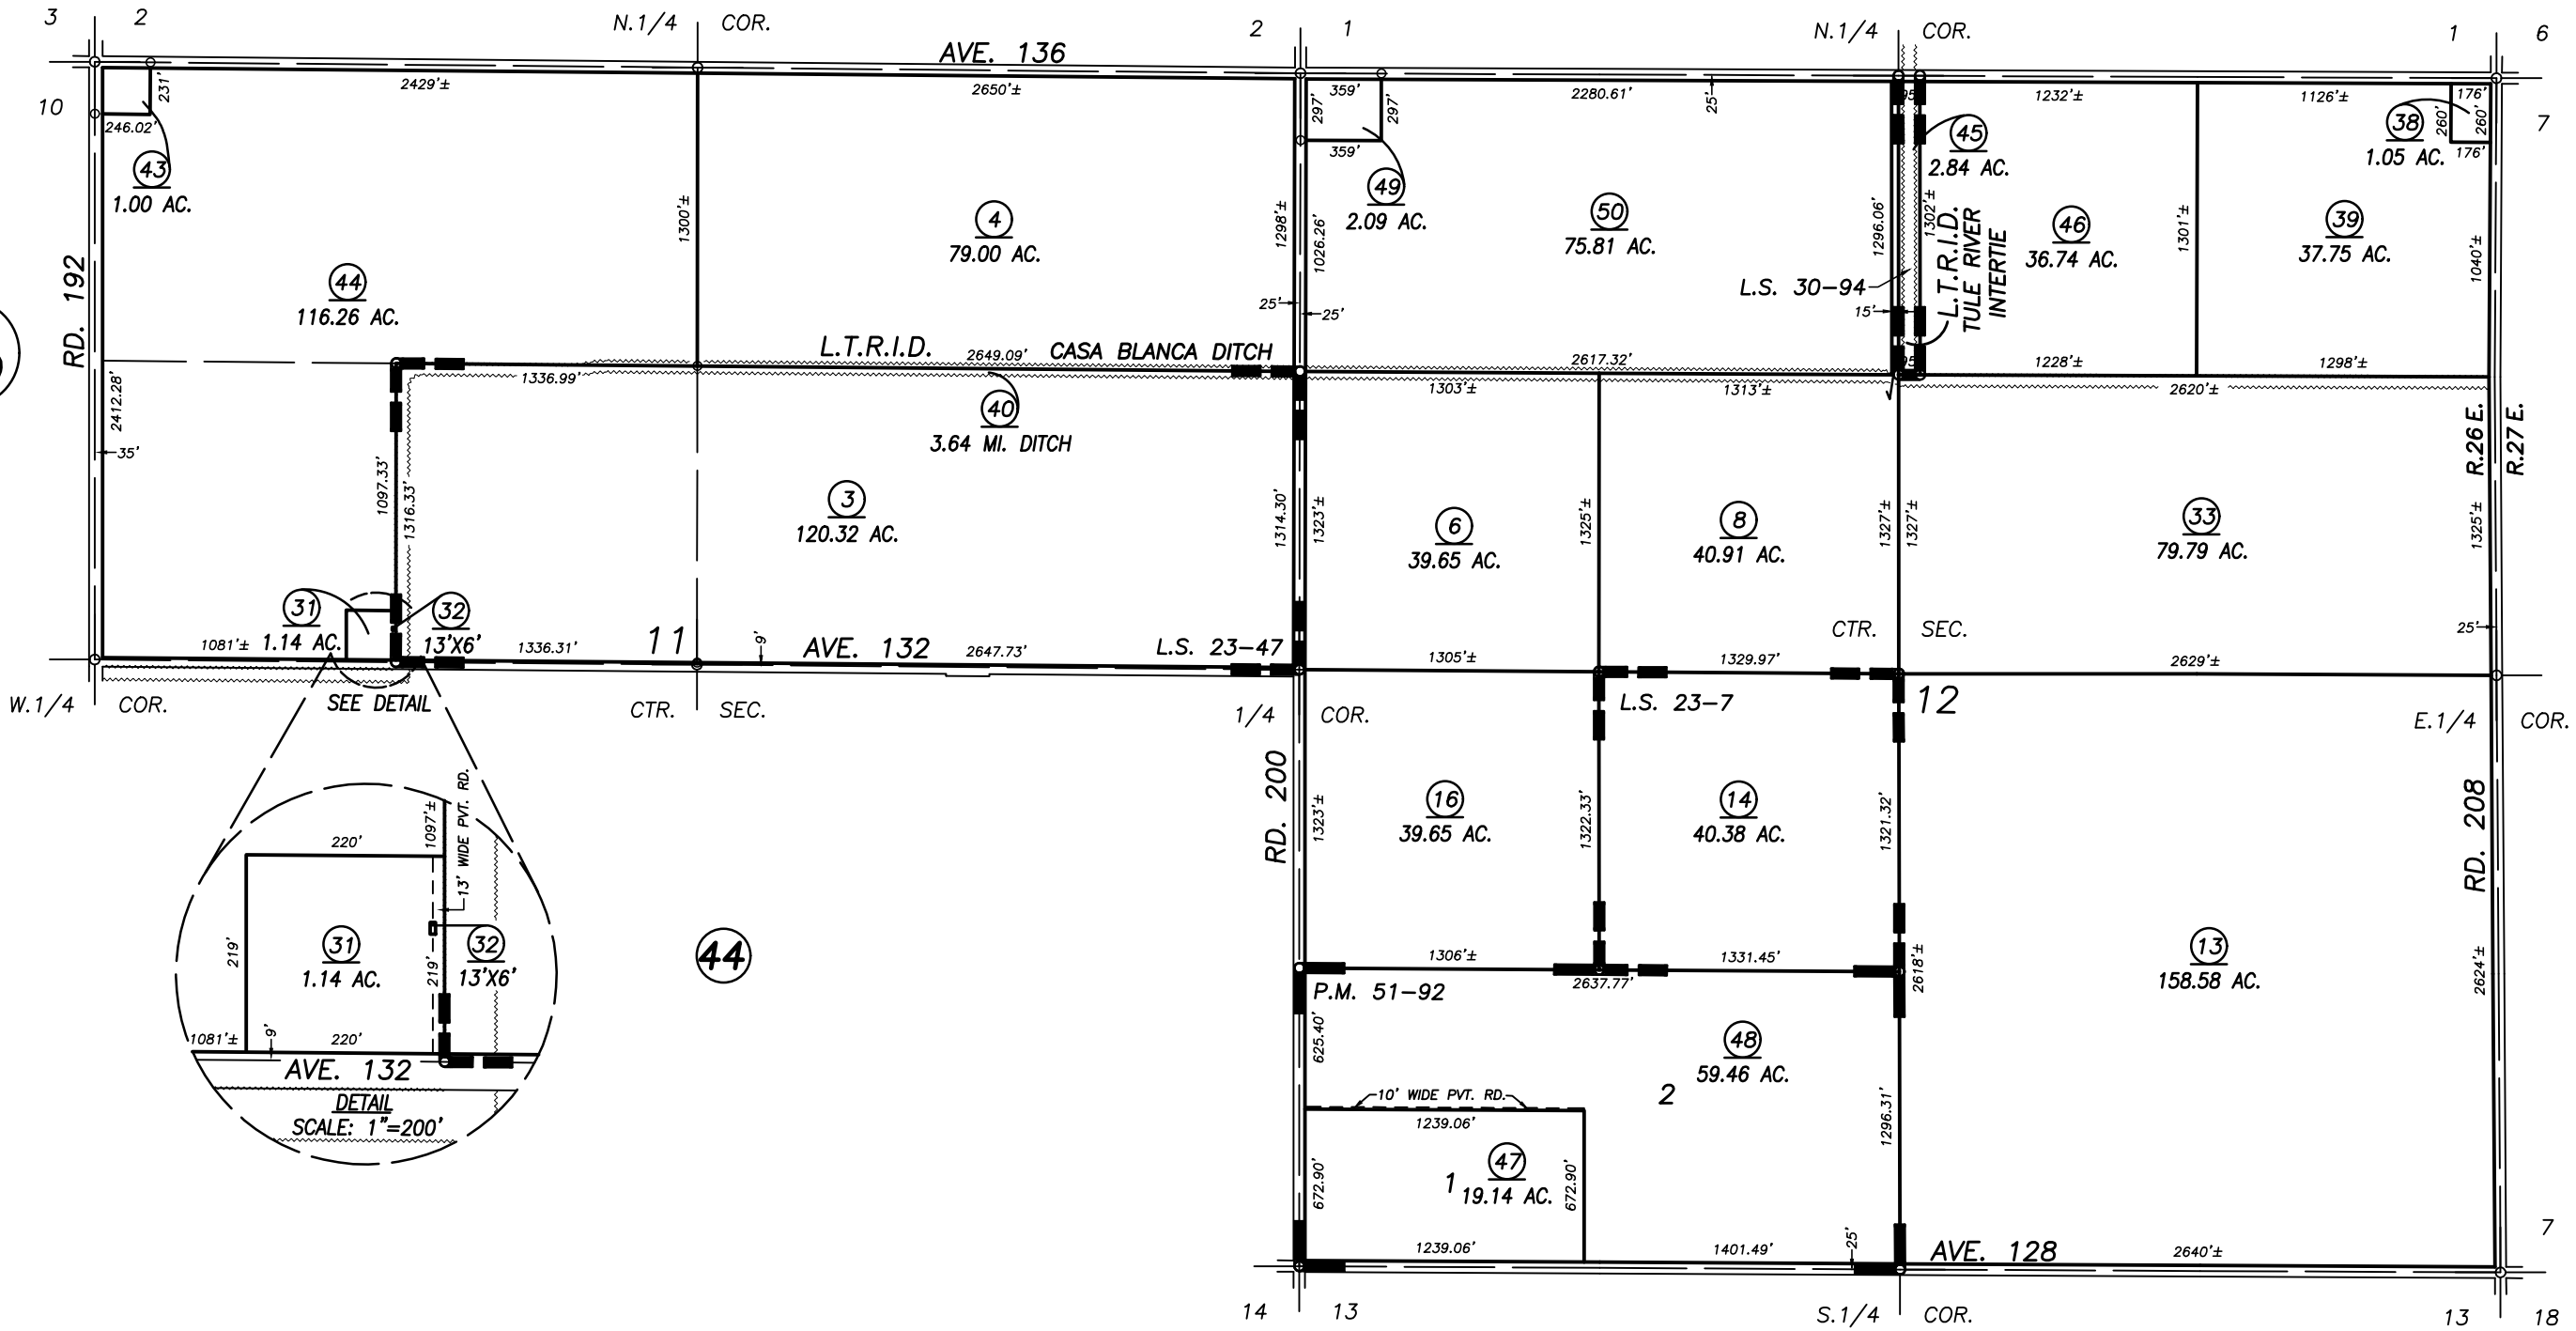 3 2 N.1/4 COR. 2 1 N.1/4 COR. 1 6
AVE. 136
10
7
231'
2429'±
2650'±
359'
2280.61'
25'
95'
1232'±
1126'±
176'
246.02'
297'
297'
359'
260'
260'
176'
43
1.00 AC.
49
2.09 AC.
45
2.84 AC.
38
1.05 AC.
RD. 192
44
116.26 AC.
1300'±
4
79.00 AC.
1298'±
1026.26'
50
75.81 AC.
1296.06'
1302'±
46
36.74 AC.
1301'±
39
37.75 AC.
1040'±
L.S. 30-94
L.T.R.I.D.
TULE RIVER
INTERTIE
25'
25'
15'
L.T.R.I.D.
2649.09'
CASA BLANCA DITCH
2617.32'
95'
1228'±
1298'±
1336.99'
1303'±
1313'±
2620'±
2412.28'
35'
40
3.64 MI. DITCH
R.26 E.
R.27 E.
1097.33'
1316.33'
3
120.32 AC.
1314.30'
1323'±
6
39.65 AC.
1325'±
8
40.91 AC.
1327'±
1327'±
33
79.79 AC.
1325'±
31
1.14 AC.
32
13'X6'
CTR. SEC.
25'
1081'±
1336.31'
11
9'
AVE. 132
2647.73'
L.S. 23-47
1305'±
1329.97'
2629'±
W.1/4 COR.
SEE DETAIL
CTR. SEC.
1/4 COR.
L.S. 23-7
12
E.1/4 COR.
RD. 200
1323'±
16
39.65 AC.
1322.33'
14
40.38 AC.
1321.32'
RD. 208
1097'±
13' WIDE PVT. RD.
220'
219'
31
1.14 AC.
219'
32
13'X6'
1081'±
9'
220'
AVE. 132
DETAIL
SCALE: 1"=200'
44
1306'±
1331.45'
P.M. 51-92
2637.77'
2618'±
13
158.58 AC.
2624'±
625.40'
48
59.46 AC.
2
10' WIDE PVT. RD.
1239.06'
1296.31'
672.90'
1
47
19.14 AC.
672.90'
1239.06'
1401.49'
25'
AVE. 128
2640'±
7
14 13 S.1/4 COR. 13 18